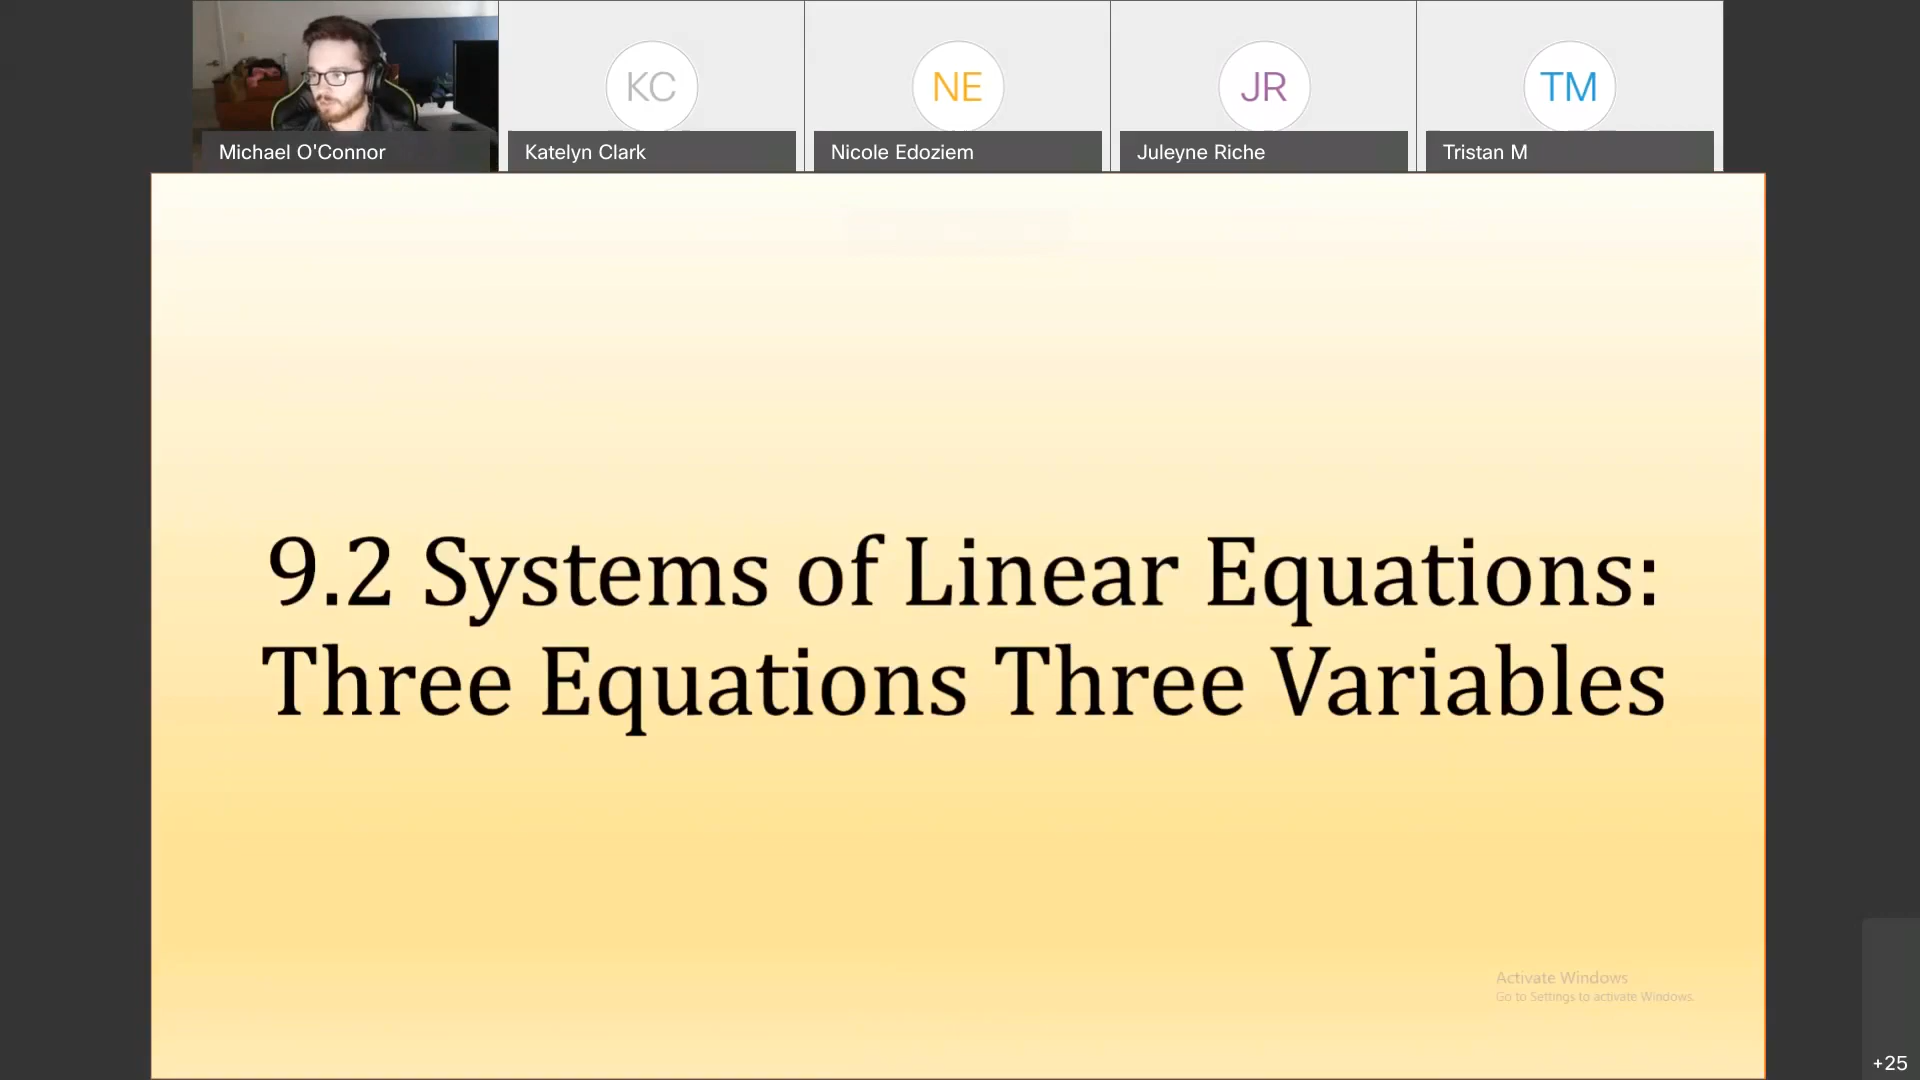 KC
NE
JR
TM
Michael O'Connor
Katelyn Clark
Nicole Edoziem
Juleyne Riche
Tristan M
9.2 Systems of Linear Equations:
Three Equations Three Variables
Activate Windows
Go to Settings to activate Windows.
+25